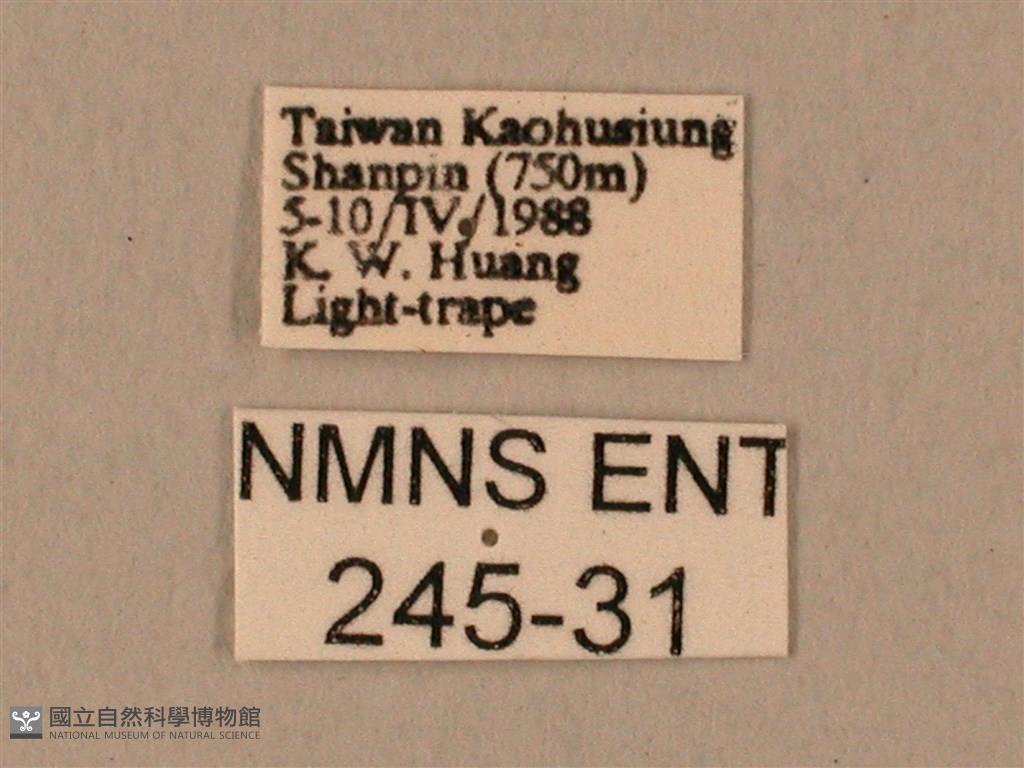 Taiwan Kaohusiung
Shanpin (750m)
5-10/IV./1988
K. W. Huang
Light-trape
NMNS ENT
245-31
國立自然科學博物館
NATIONAL MUSEUM OF NATURAL SCIENCE